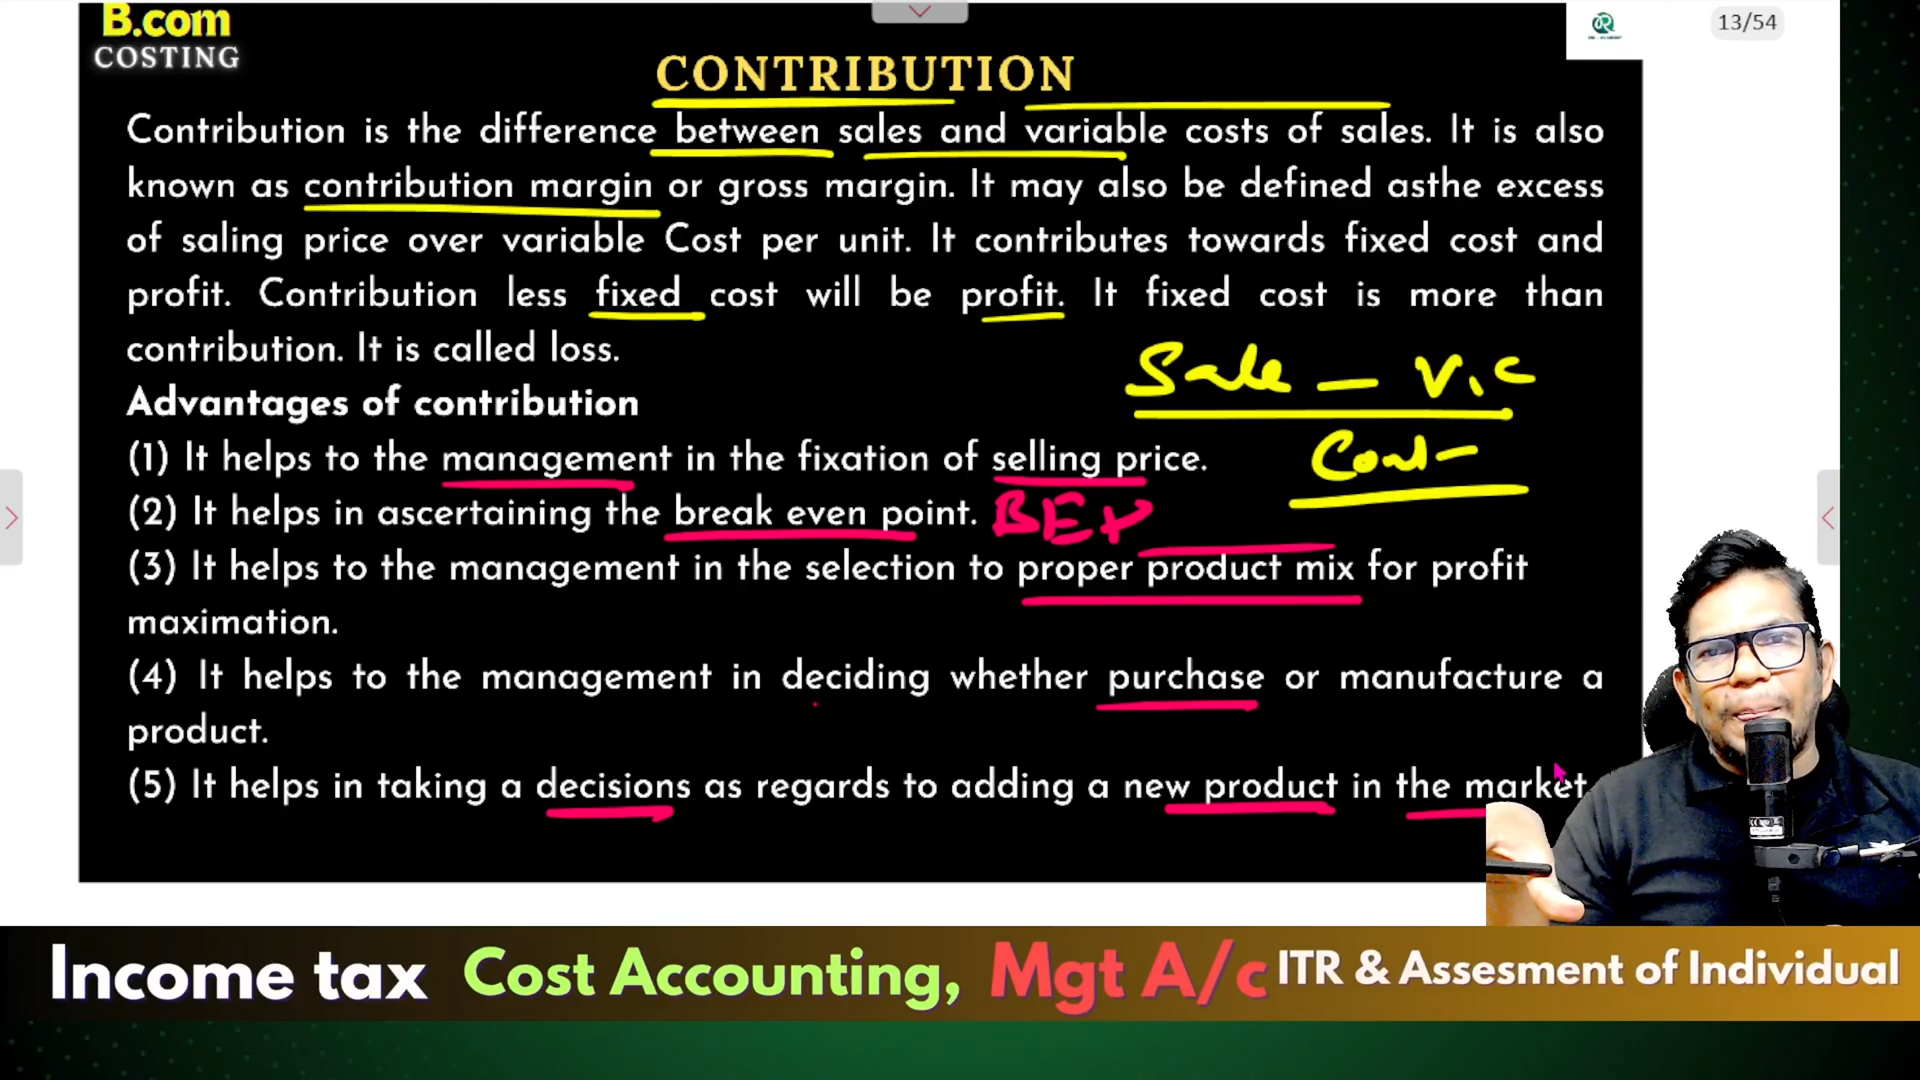 B.com
COSTING
13/54
CONTRIBUTION
Contribution is the difference between sales and variable costs of sales. It is also
known as contribution margin or gross margin. It may also be defined asthe excess
of saling price over variable Cost per unit. It contributes towards fixed cost and
profit. Contribution less fixed cost will be profit. It fixed cost is more than
contribution. It is called loss.
Sale - V.C
Advantages of contribution
Cont-
(1) It helps to the management in the fixation of selling price.
(2) It helps in ascertaining the break even point. BEP
(3) It helps to the management in the selection to proper product mix for profit
maximation.
(4) It helps to the management in deciding whether purchase or manufacture a
product.
(5) It helps in taking a decisions as regards to adding a new product in the market
Income tax Cost Accounting, Mgt A/c ITR & Assesment of Individual